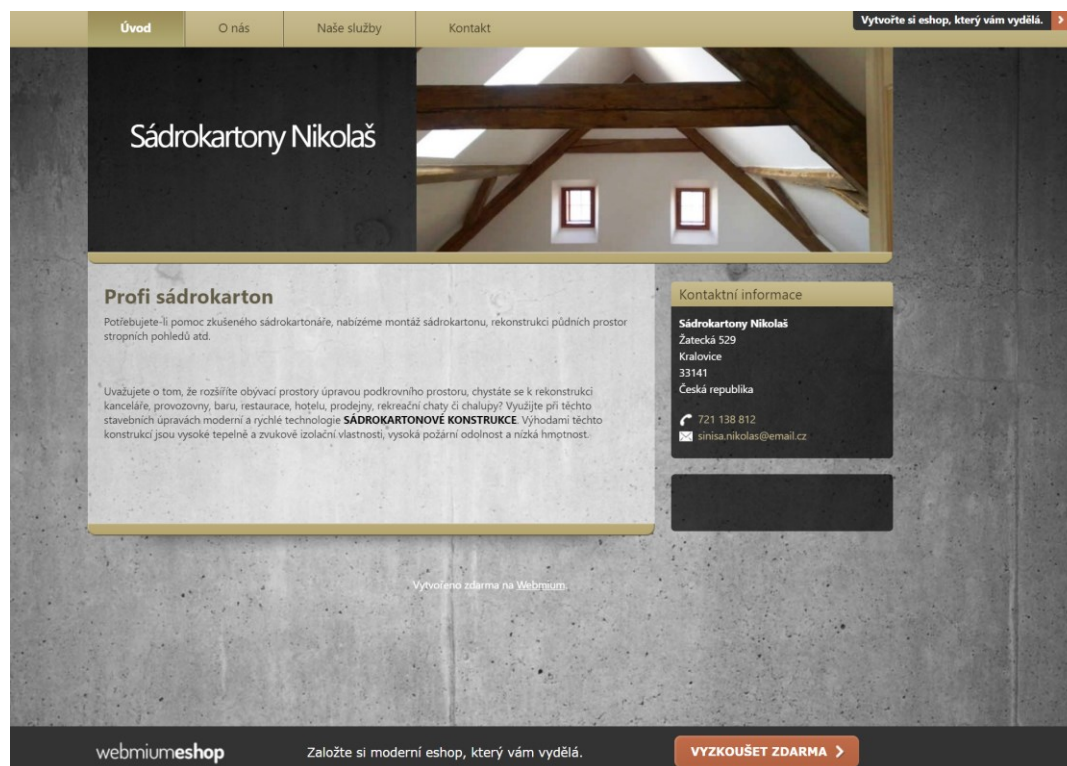 Úvod
O nás
Naše služby
Kontakt
Vytvořte si eshop, který vám vydělá.
Sádrokartony Nikolaš
Profi sádrokarton
Potřebujete-li pomoc zkušeného sádrokartonáře, nabízéme montáž sádrokartonu, rekonstrukci půdních prostor
stropních pohledů atd.
Uvažujete o tom, že rozšíříte obývací prostory úpravou podkrovního prostoru, chystáte se k rekonstrukci
kanceláře, provozovny, baru, restaurace, hotelu, prodejny, rekreační chaty či chalupy? Využijte při těchto
stavebních úpravách moderní a rychlé technologie SÁDROKARTONOVÉ KONSTRUKCE. Výhodami těchto
konstrukcí jsou vysoké tepelně a zvukově izolační vlastnosti, vysoká požární odolnost a nízká hmotnost.
Kontaktní informace
Sádrokartony Nikolaš
Žatecká 529
Kralovice
33141
Česká republika
721 138 812
sinisa.nikolas@email.cz
Vytvořeno zdarma na Webmium.
webmiumeshop
Založte si moderní eshop, který vám vydělá.
VYZKOUŠET ZDARMA